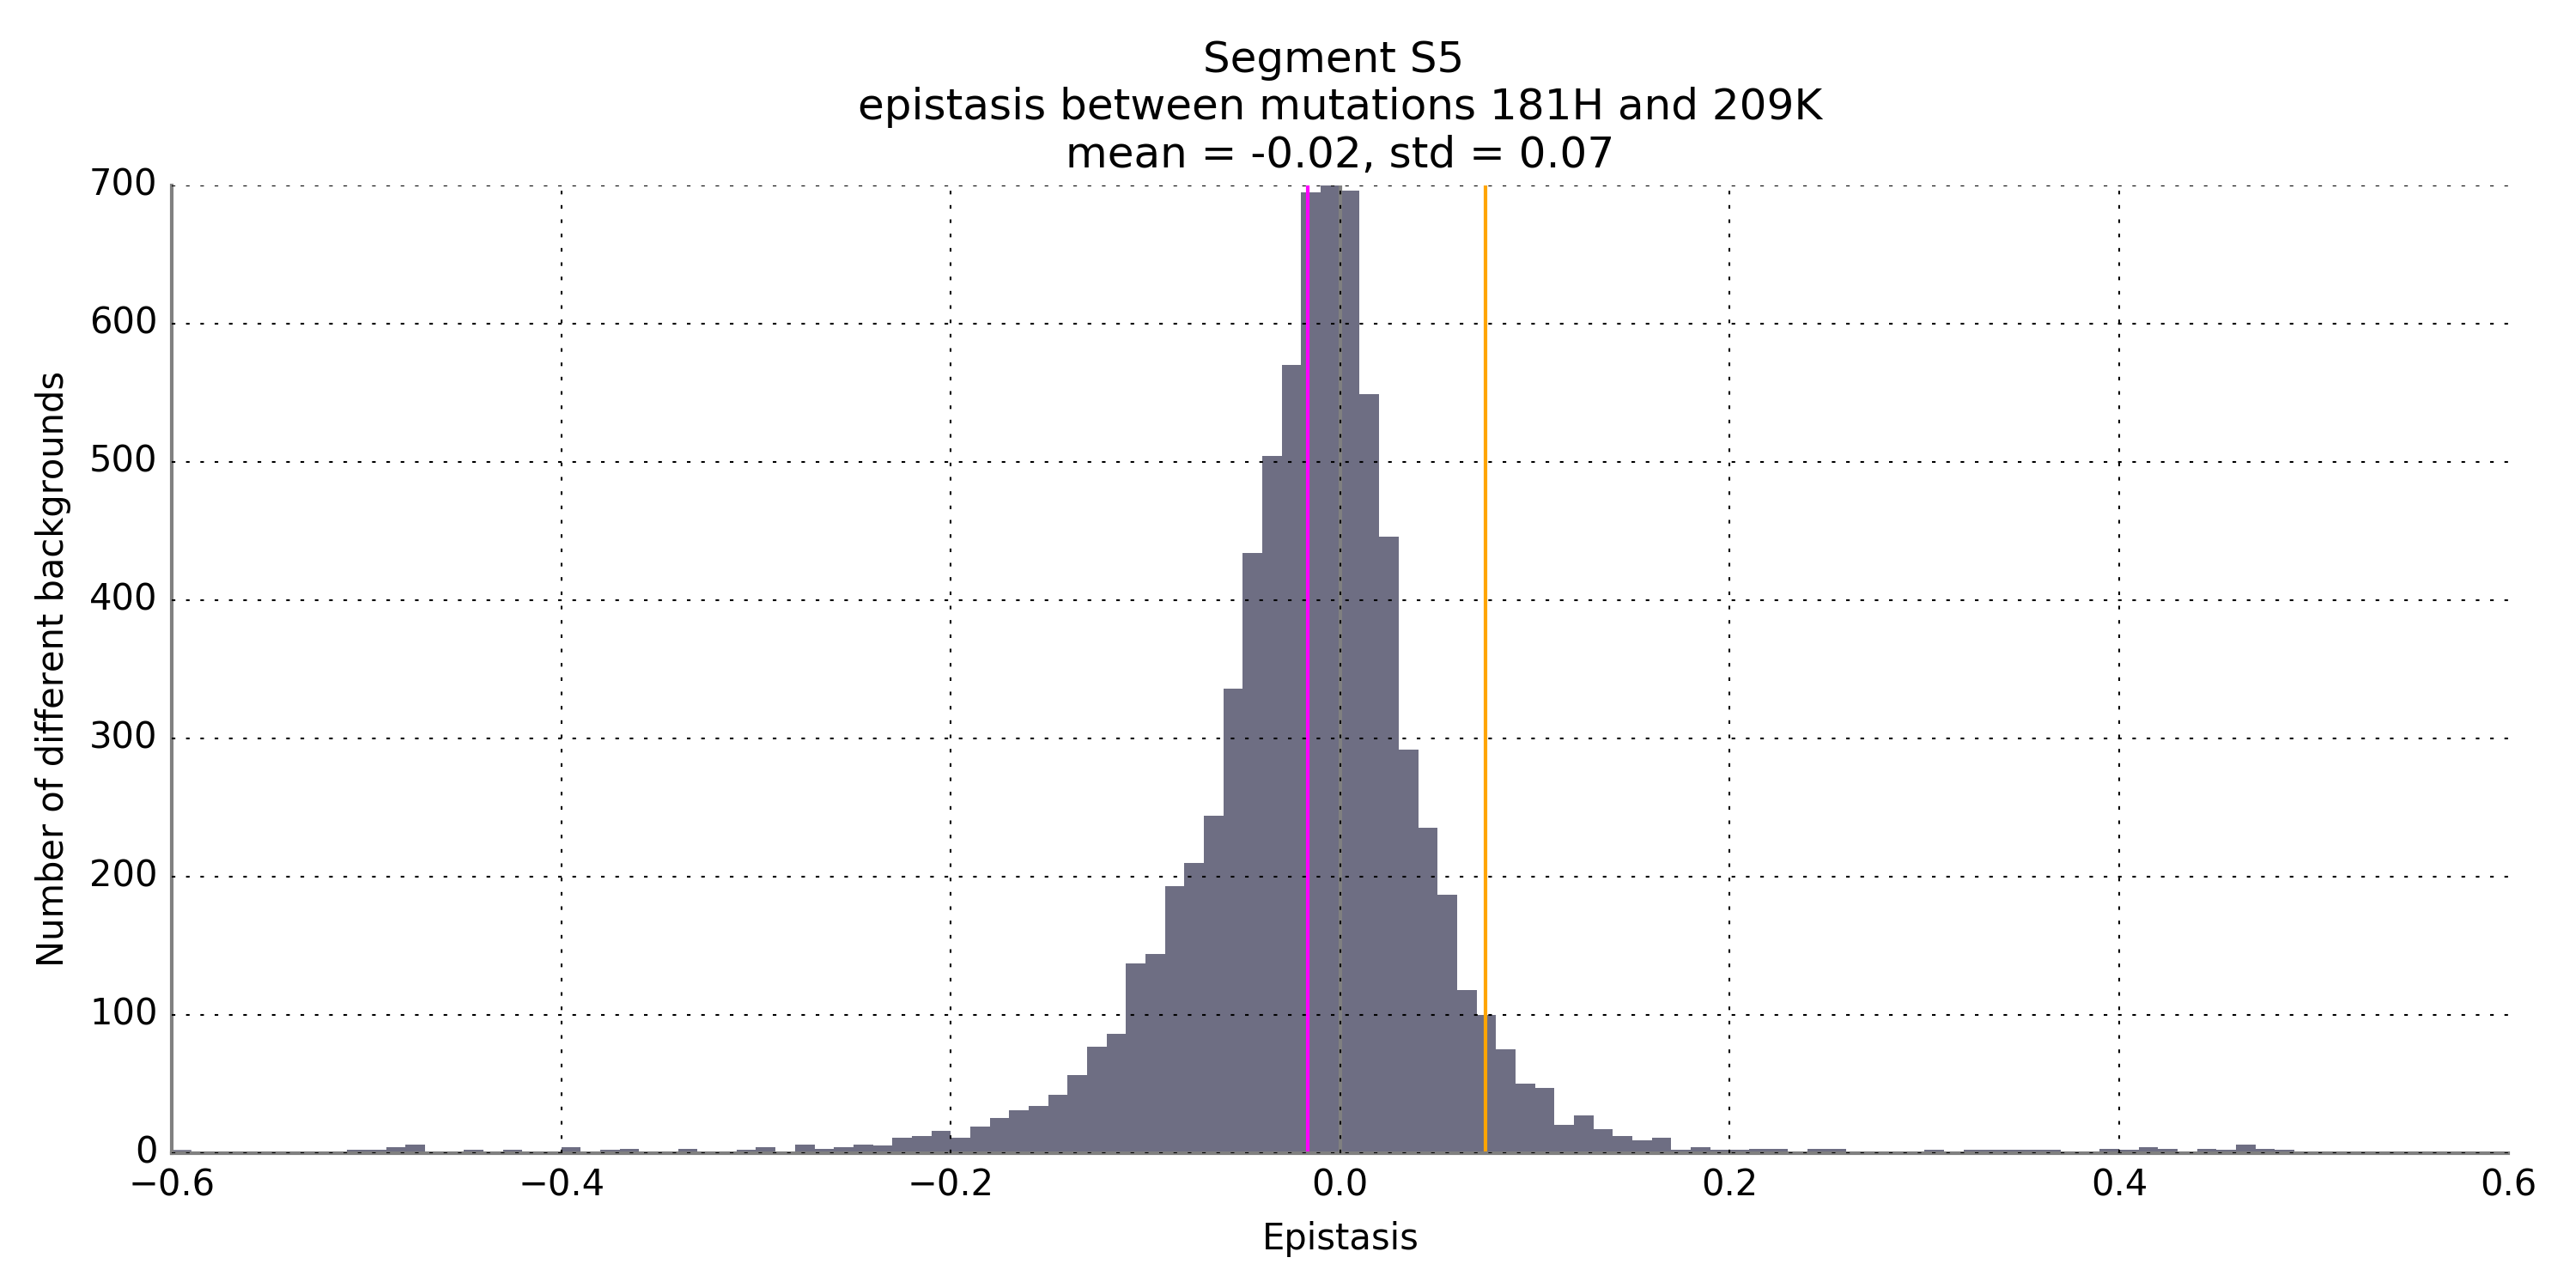 Segment S5
epistasis between mutations 181H and 209K
mean = -0.02, std = 0.07
700
600
500
400
300
200
100
0
Number of different backgrounds
−0.6 −0.4 −0.2 0.0 0.2 0.4 0.6
Epistasis